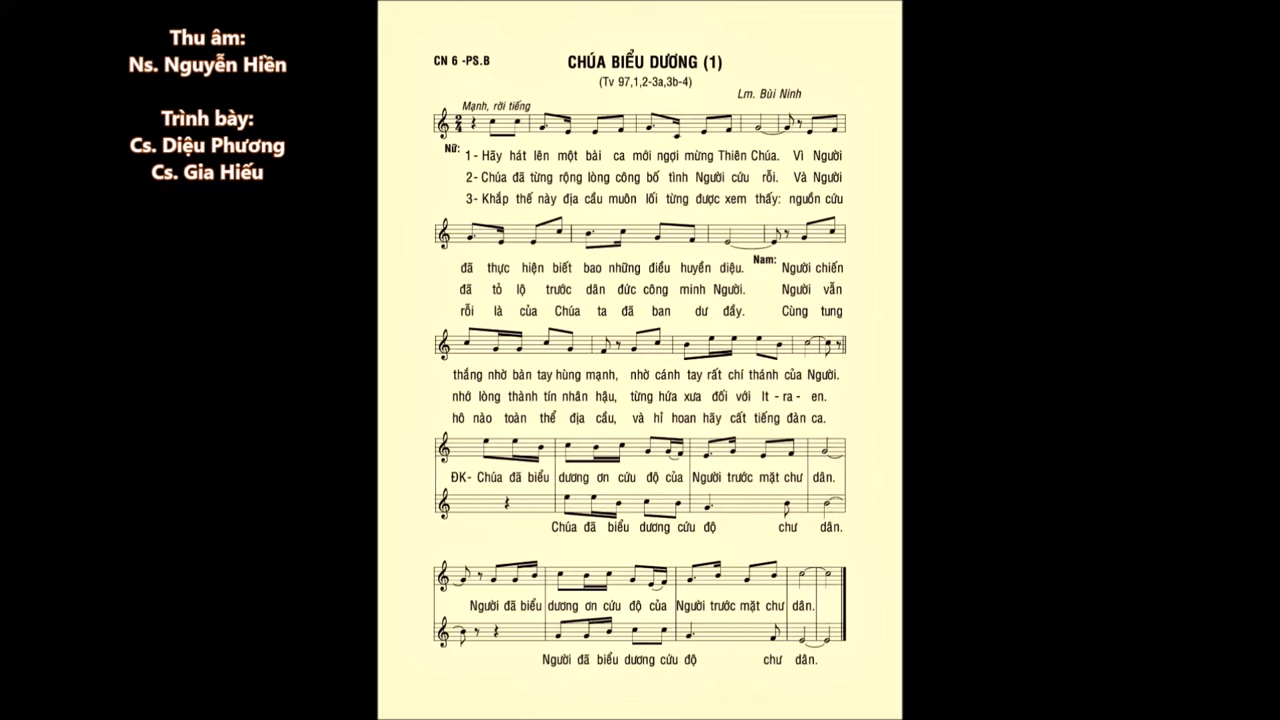 Thu âm:
Ns. Nguyễn Hiền
Trình bày:
Cs. Diệu Phương
Cs. Gia Hiếu
CN 6 -PS.B
CHÚA BIỂU DƯƠNG (1)
(Tv 97,1,2-3a,3b-4)
Lm. Bùi Ninh
Mạnh, rời tiếng
2/4
Nữ:
1- Hãy hát lên một bài ca mới ngợi mừng Thiên Chúa. Vì Người
2- Chúa đã từng rộng lòng công bố tình Người cứu rỗi. Và Người
3- Khắp thế này địa cầu muôn lối từng được xem thấy: nguồn cứu
đã thực hiện biết bao những điều huyền diệu. Nam: Người chiến
đã tỏ lộ trước dân đức công minh Người. Người vẫn
rỗi là của Chúa ta đã ban dư đầy. Cùng tung
thắng nhờ bàn tay hùng mạnh, nhờ cánh tay rất chí thánh của Người.
nhớ lòng thành tín nhân hậu, từng hứa xưa đối với It - ra - en.
hô nào toàn thể địa cầu, và hỉ hoan hãy cất tiếng đàn ca.
ĐK- Chúa đã biểu dương ơn cứu độ của Người trước mặt chư dân.
Chúa đã biểu dương cứu độ chư dân.
Người đã biểu dương ơn cứu độ của Người trước mặt chư dân.
Người đã biểu dương cứu độ chư dân.